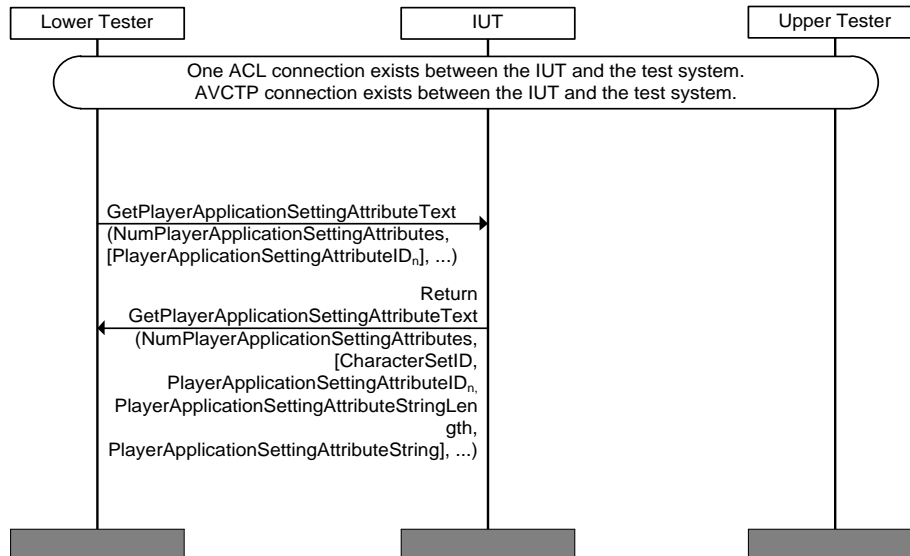 Lower Tester
IUT
Upper Tester
One ACL connection exists between the IUT and the test system.
AVCTP connection exists between the IUT and the test system.
GetPlayerApplicationSettingAttributeText
(NumPlayerApplicationSettingAttributes,
[PlayerApplicationSettingAttributeIDn], ...)
Return
GetPlayerApplicationSettingAttributeText
(NumPlayerApplicationSettingAttributes,
[CharacterSetID,
PlayerApplicationSettingAttributeIDn,
PlayerApplicationSettingAttributeStringLen
gth,
PlayerApplicationSettingAttributeString], ...)